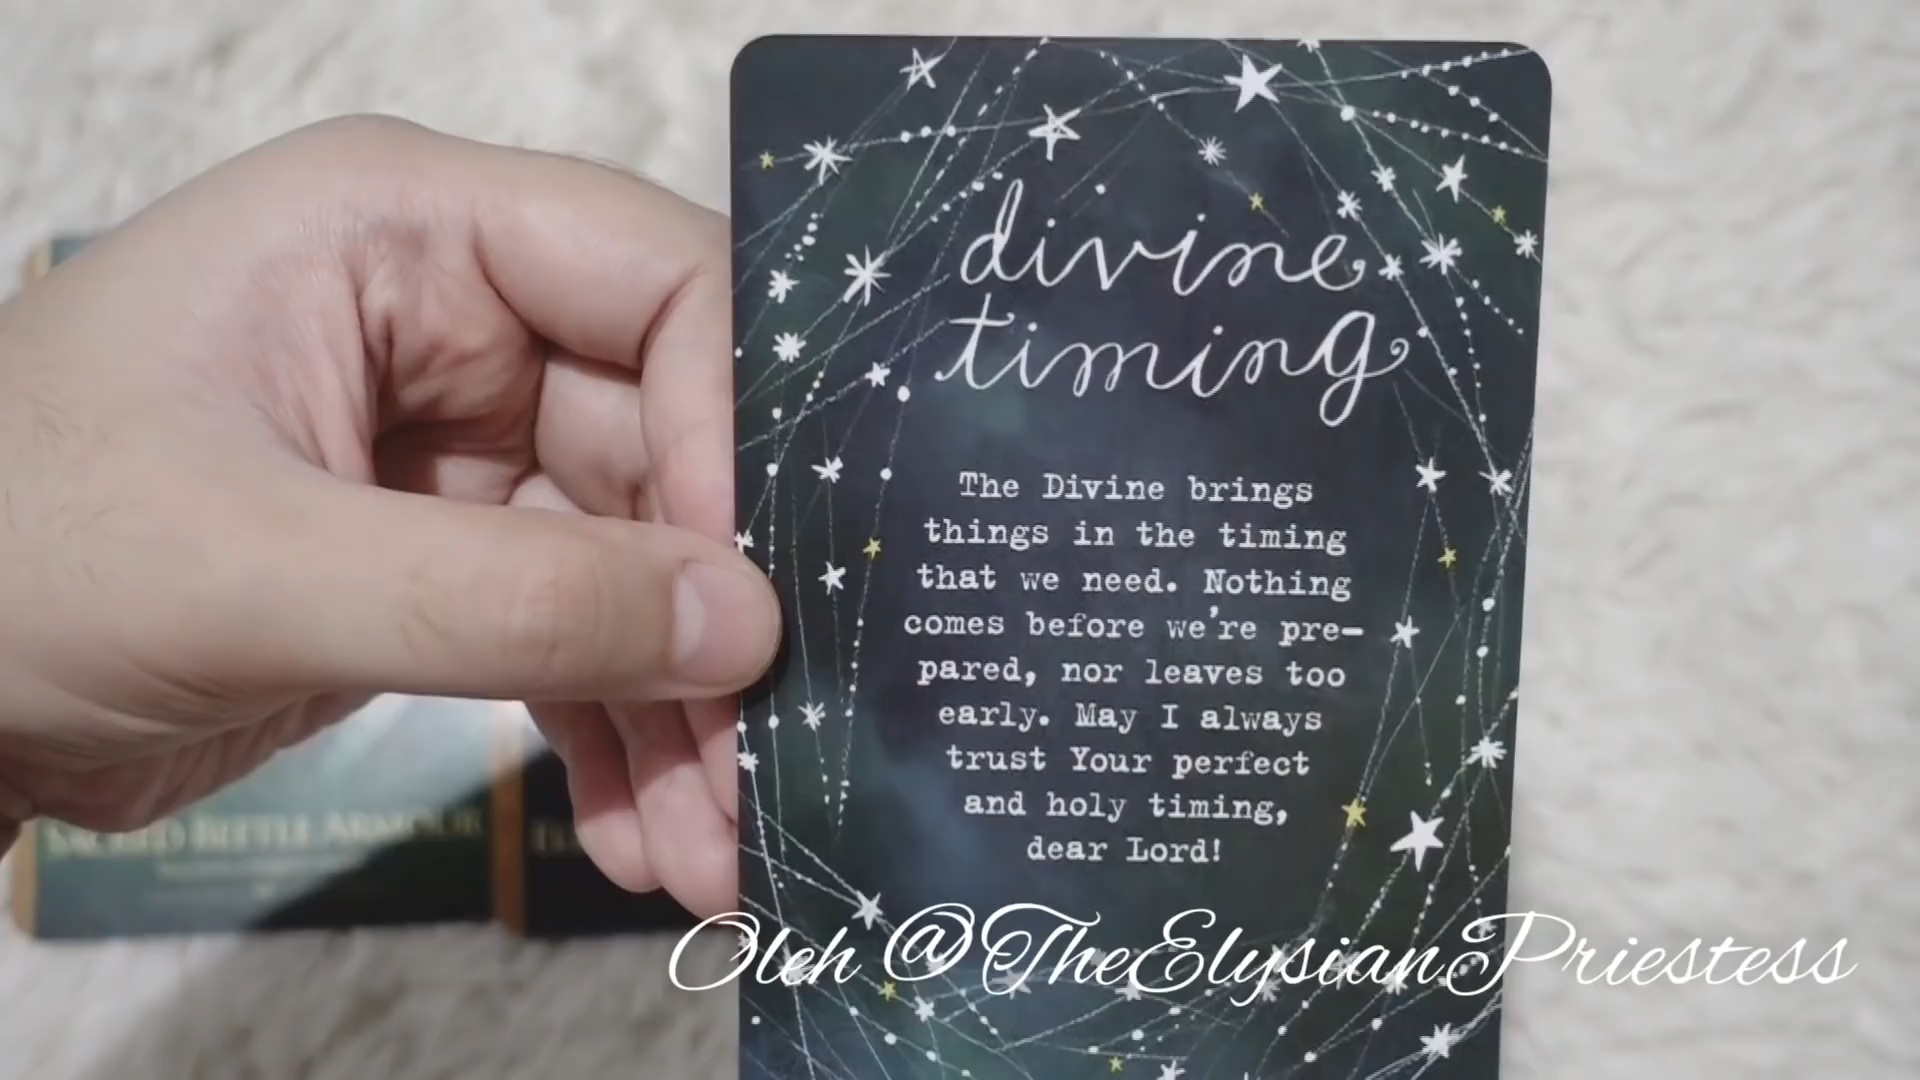 divine
timing
The Divine brings
things in the timing
that we need. Nothing
comes before we're pre-
pared, nor leaves too
early. May I always
trust Your perfect
and holy timing,
dear Lord!
Oleh @TheElysianPriestess
SACRED BEETLE ARMOUR